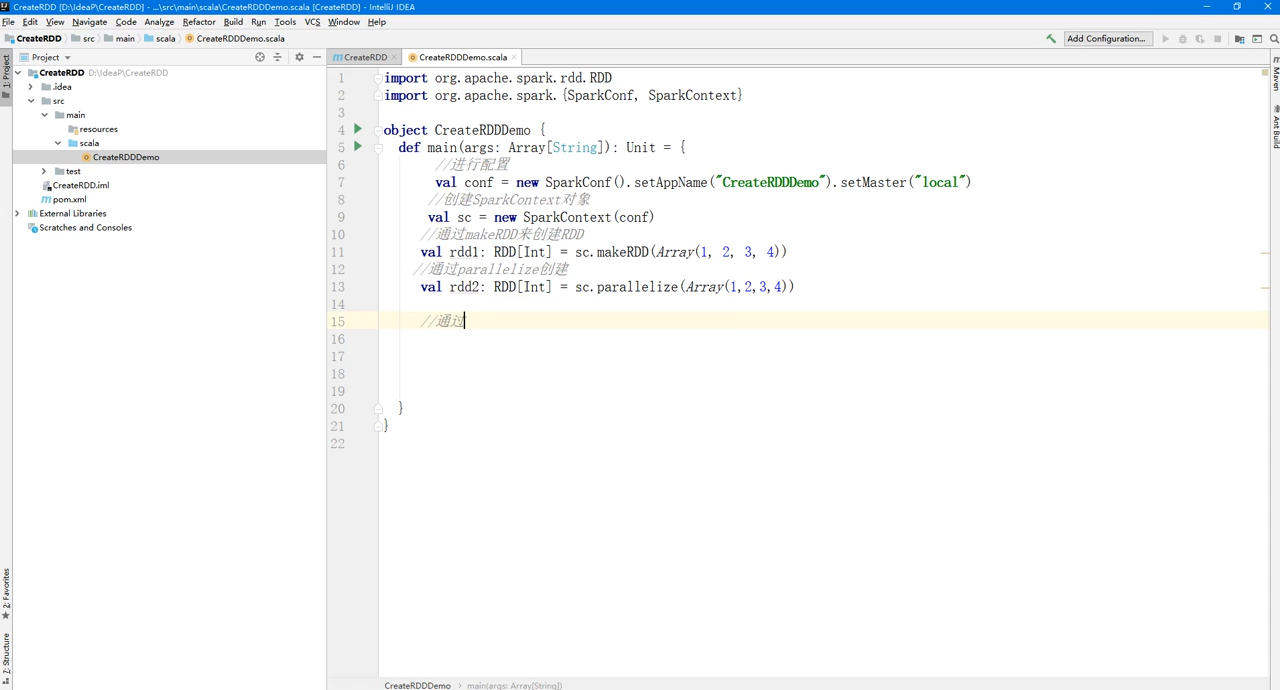 CreateRDD [D:\IdeaP\CreateRDD] - ...\src\main\scala\CreateRDDDemo.scala [CreateRDD] - IntelliJ IDEA
File Edit View Navigate Code Analyze Refactor Build Run Tools VCS Window Help
CreateRDD src main scala CreateRDDDemo.scala
Add Configuration...
Project
CreateRDD
CreateRDDDemo.scala
1: Project
CreateRDD D:\IdeaP\CreateRDD
.idea
src
main
resources
scala
CreateRDDDemo
test
CreateRDD.iml
pom.xml
External Libraries
Scratches and Consoles
2: Favorites
7: Structure
Maven
Ant Build
1 import org.apache.spark.rdd.RDD
2 import org.apache.spark.{SparkConf, SparkContext}
3
4 object CreateRDDDemo {
5 def main(args: Array[String]): Unit = {
6 //进行配置
7 val conf = new SparkConf().setAppName("CreateRDDDemo").setMaster("local")
8 //创建SparkContext对象
9 val sc = new SparkContext(conf)
10 //通过makeRDD来创建RDD
11 val rdd1: RDD[Int] = sc.makeRDD(Array(1, 2, 3, 4))
12 //通过parallelize创建
13 val rdd2: RDD[Int] = sc.parallelize(Array(1,2,3,4))
14
15 //通过
16
17
18
19
20 }
21 }
22
CreateRDDDemo › main(args: Array[String])